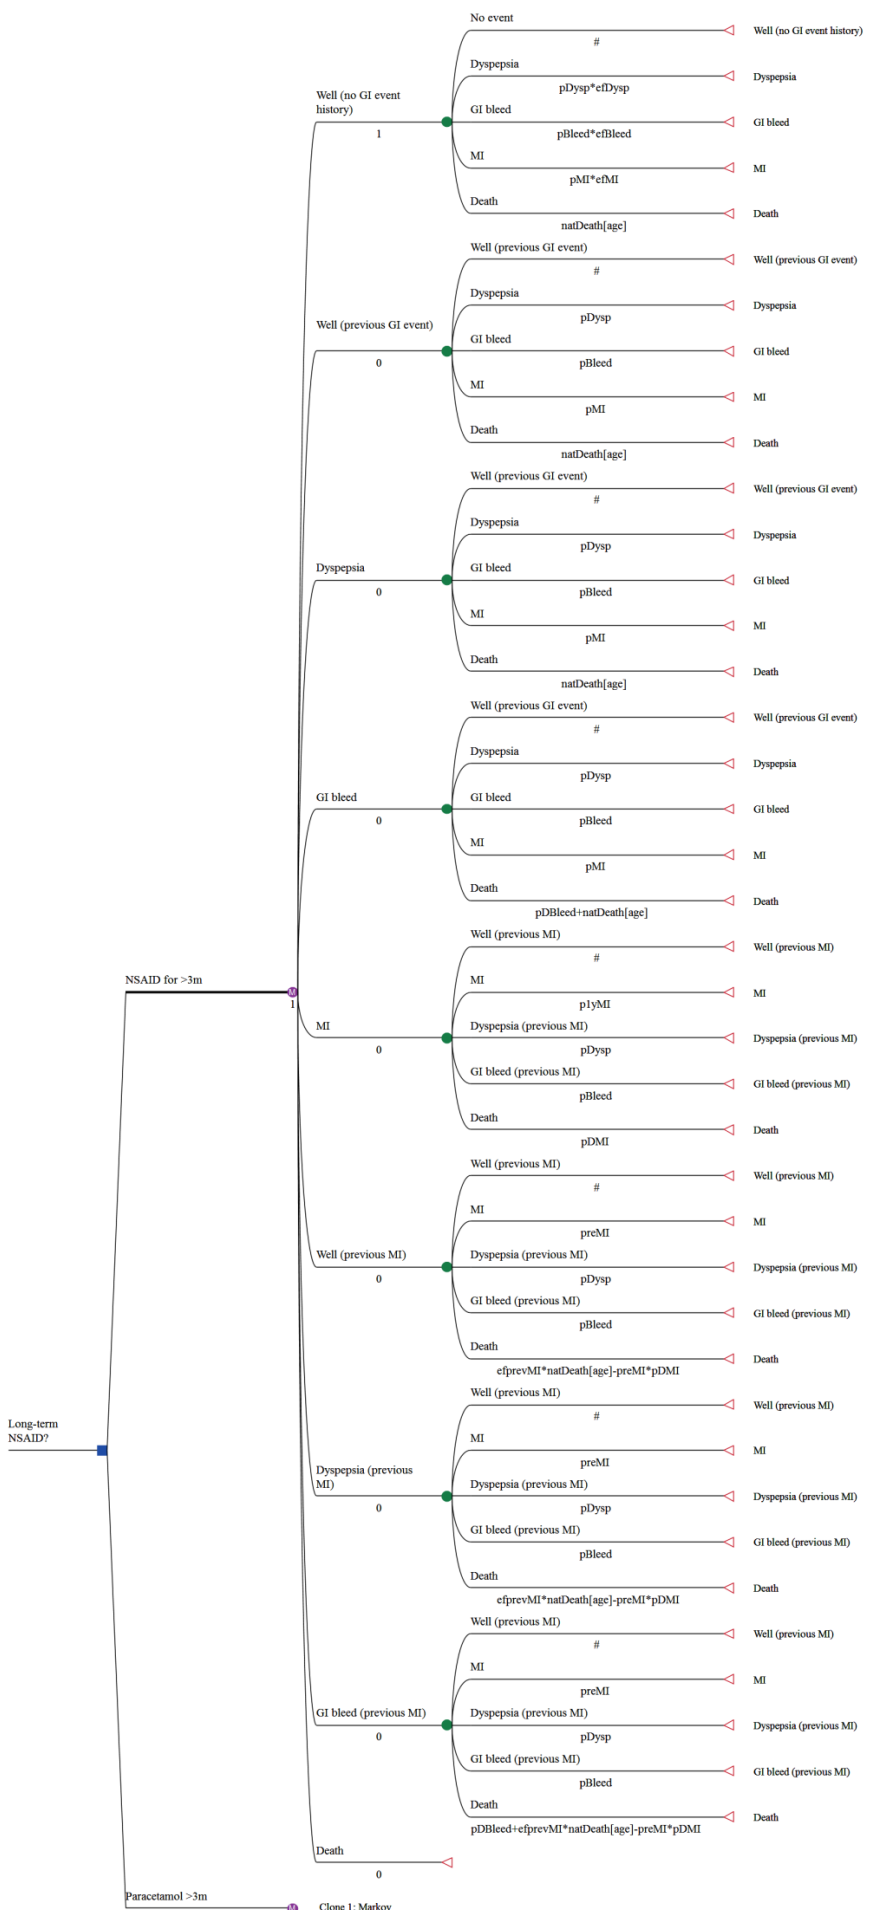 No event
#
Well (no GI event history)
Dyspepsia
pDysp*efDysp
Dyspepsia
Well (no GI event
history)
1
GI bleed
pBleed*efBleed
GI bleed
MI
pMI*efMI
MI
Death
natDeath[age]
Death
Well (previous GI event)
#
Well (previous GI event)
Dyspepsia
pDysp
Dyspepsia
Well (previous GI event)
0
GI bleed
pBleed
GI bleed
MI
pMI
MI
Death
natDeath[age]
Death
Well (previous GI event)
#
Well (previous GI event)
Dyspepsia
pDysp
Dyspepsia
Dyspepsia
0
GI bleed
pBleed
GI bleed
MI
pMI
MI
Death
natDeath[age]
Death
Well (previous GI event)
#
Well (previous GI event)
Dyspepsia
pDysp
Dyspepsia
GI bleed
0
GI bleed
pBleed
GI bleed
MI
pMI
MI
Death
pDBleed+natDeath[age]
Death
NSAID for >3m
M
1
Well (previous MI)
#
Well (previous MI)
MI
p1yMI
MI
MI
0
Dyspepsia (previous MI)
pDysp
Dyspepsia (previous MI)
GI bleed (previous MI)
pBleed
GI bleed (previous MI)
Death
pDMI
Death
Well (previous MI)
#
Well (previous MI)
MI
preMI
MI
Well (previous MI)
0
Dyspepsia (previous MI)
pDysp
Dyspepsia (previous MI)
GI bleed (previous MI)
pBleed
GI bleed (previous MI)
Death
efprevMI*natDeath[age]-preMI*pDMI
Death
Long-term
NSAID?
Well (previous MI)
#
Well (previous MI)
MI
preMI
MI
Dyspepsia (previous
MI)
0
Dyspepsia (previous MI)
pDysp
Dyspepsia (previous MI)
GI bleed (previous MI)
pBleed
GI bleed (previous MI)
Death
efprevMI*natDeath[age]-preMI*pDMI
Death
Well (previous MI)
#
Well (previous MI)
MI
preMI
MI
GI bleed (previous MI)
0
Dyspepsia (previous MI)
pDysp
Dyspepsia (previous MI)
GI bleed (previous MI)
pBleed
GI bleed (previous MI)
Death
pDBleed+efprevMI*natDeath[age]-preMI*pDMI
Death
Death
0
Paracetamol >3m
M
Clone 1: Markov